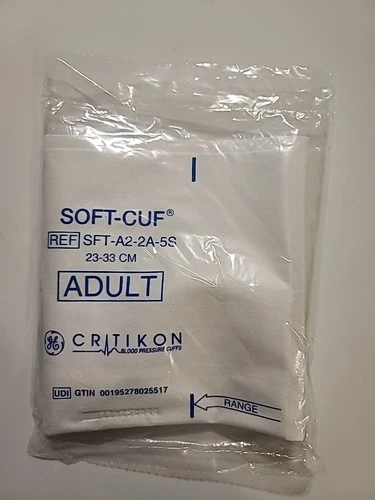 SOFT-CUF®
REF SFT-A2-2A-5S
23-33 CM
ADULT
GE CRITIKON
BLOOD PRESSURE CUFFS
UDI GTIN 00195278025517
RANGE